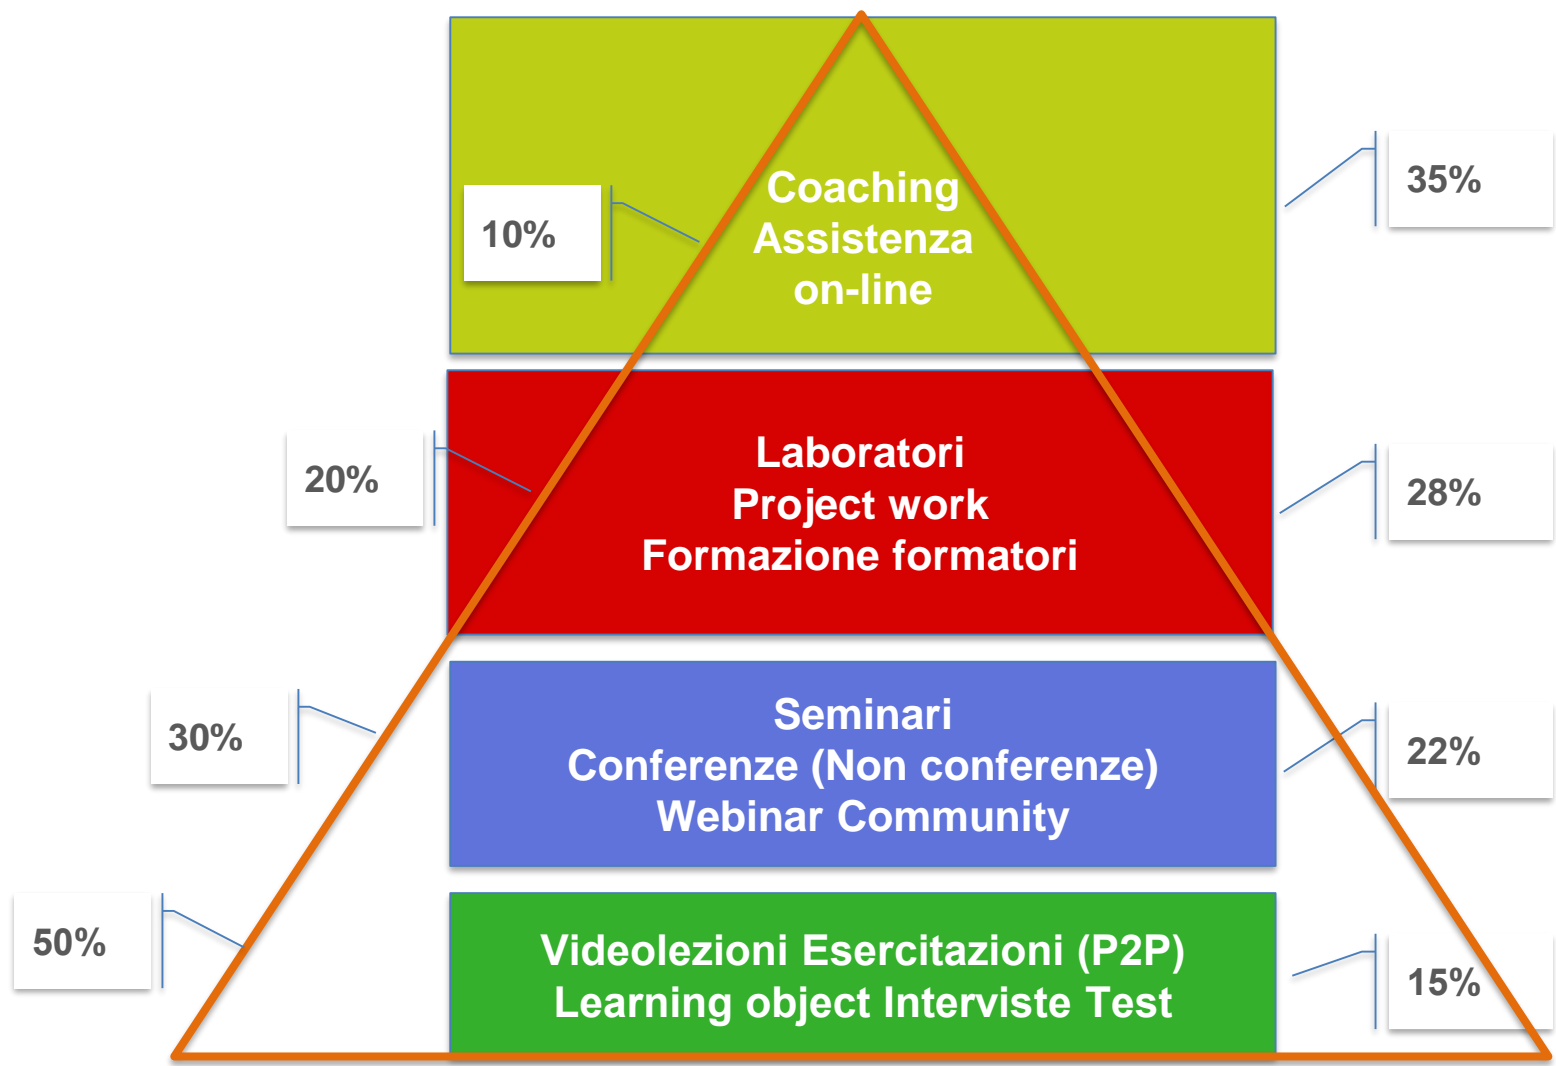 Coaching
Assistenza
on-line
10%
35%
Laboratori
Project work
Formazione formatori
20%
28%
Seminari
Conferenze (Non conferenze)
Webinar Community
30%
22%
Videolezioni Esercitazioni (P2P)
Learning object Interviste Test
50%
15%